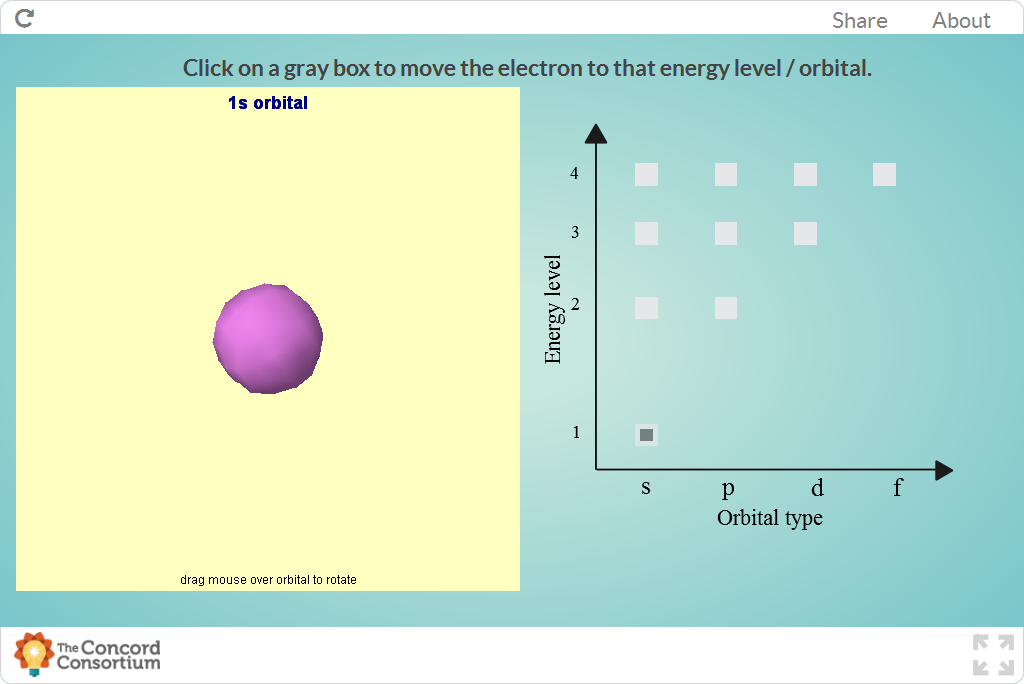 Share About
Click on a gray box to move the electron to that energy level / orbital.
1s orbital
4
3
2
1
Energy level
s p d f
Orbital type
drag mouse over orbital to rotate
The Concord
Consortium